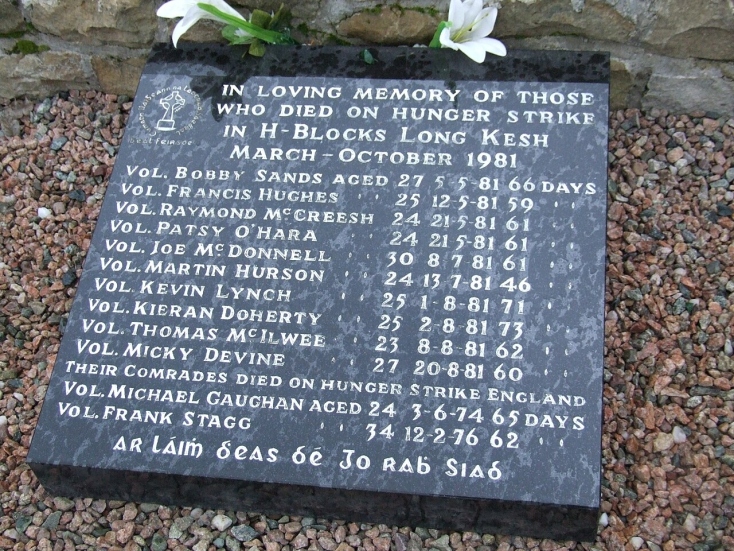 IN LOVING MEMORY OF THOSE
WHO DIED ON HUNGER STRIKE
IN H-BLOCKS LONG KESH
MARCH-OCTOBER 1981
VOL. BOBBY SANDS AGED 27 5-5-81 66 DAYS
VOL. FRANCIS HUGHES " 25 12-5-81 59 "
VOL. RAYMOND McCREESH 24 21-5-81 61 "
VOL. PATSY O'HARA 24 21-5-81 61 "
VOL. JOE McDONNELL " 30 8-7-81 61 "
VOL. MARTIN HURSON " 24 13-7-81 46 "
VOL. KEVIN LYNCH " 25 1-8-81 71 "
VOL. KIERAN DOHERTY " 25 2-8-81 73 "
VOL. THOMAS McILWEE " 23 8-8-81 62 "
VOL. MICKY DEVINE " 27 20-8-81 60 "
THEIR COMRADES DIED ON HUNGER STRIKE ENGLAND
VOL. MICHAEL GAUGHAN AGED 24 3-6-74 65 DAYS
VOL. FRANK STAGG " 34 12-2-76 62 "
Ar Láiṁ Ḋeas Dé Go raḃ Siad